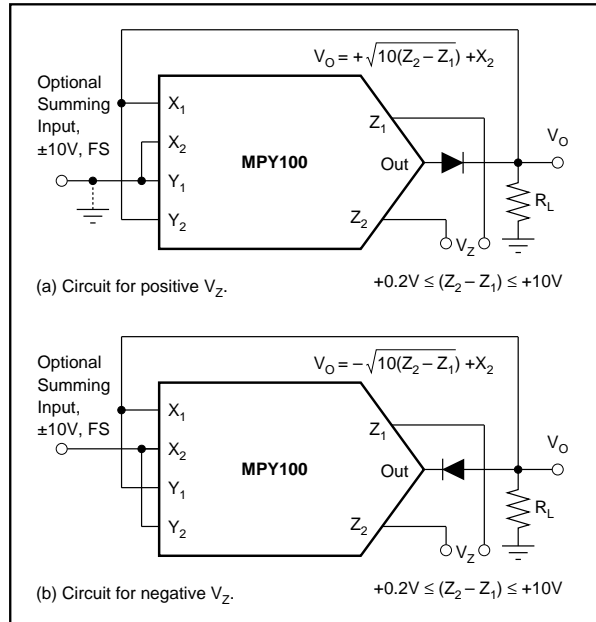 V_O = +√10(Z_2 – Z_1) +X_2
Optional
Summing
Input,
±10V, FS
X_1
X_2
Y_1
Y_2
MPY100
Z_1
Out
Z_2
V_Z
V_O
R_L
(a) Circuit for positive V_Z.
+0.2V ≤ (Z_2 – Z_1) ≤ +10V
V_O = –√10(Z_2 – Z_1) +X_2
Optional
Summing
Input,
±10V, FS
X_1
X_2
Y_1
Y_2
MPY100
Z_1
Out
Z_2
V_Z
V_O
R_L
(b) Circuit for negative V_Z.
+0.2V ≤ (Z_2 – Z_1) ≤ +10V